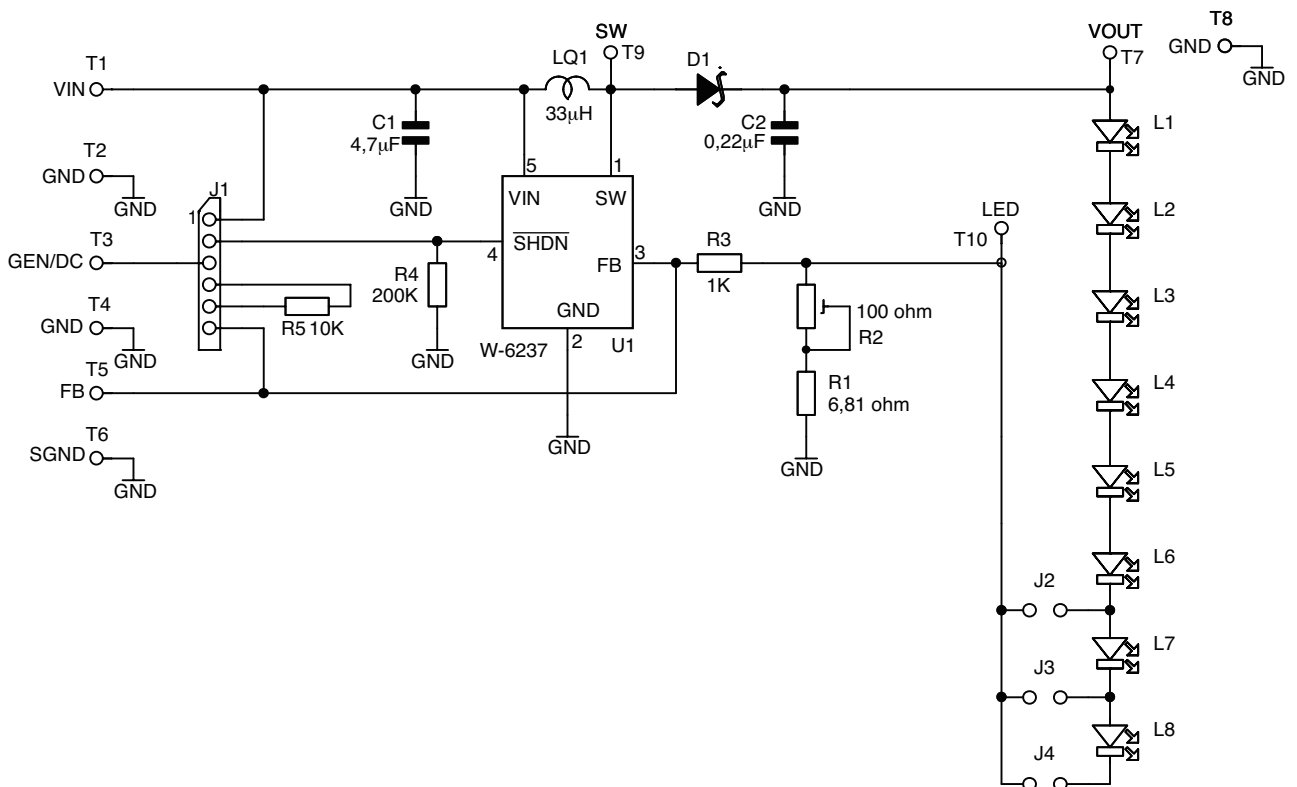 SW
T9
VOUT
T7
T8
GND
GND
T1
VIN
LQ1
33µH
D1
C1
4,7µF
GND
C2
0,22µF
GND
L1
T2
GND
GND
J1
1
5
VIN
1
SW
4
SHDN
3
FB
GND
2
W-6237
U1
GND
LED
T10
L2
T3
GEN/DC
R4
200K
GND
R3
1K
100 ohm
R2
R1
6,81 ohm
GND
L3
R5 10K
T4
GND
GND
T5
FB
L4
T6
SGND
GND
L5
L6
J2
L7
J3
L8
J4